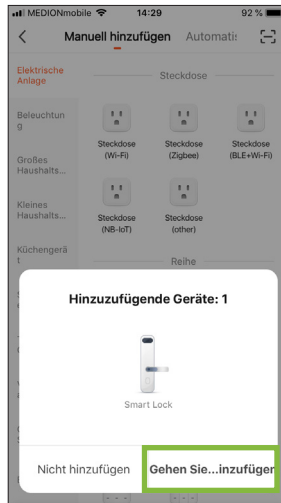 MEDIONmobile 14:29 92 %
Manuell hinzufügen Automatis
Elektrische
Anlage
Steckdose
Beleuchtun
g
Steckdose
(Wi-Fi)
Steckdose
(Zigbee)
Steckdose
(BLE+Wi-Fi)
Großes
Haushalts...
Kleines
Haushalts...
Steckdose
(NB-IoT)
Steckdose
(other)
Küchengerä
t
Reihe
Hinzuzufügende Geräte: 1
Smart Lock
Nicht hinzufügen Gehen Sie...inzufügen